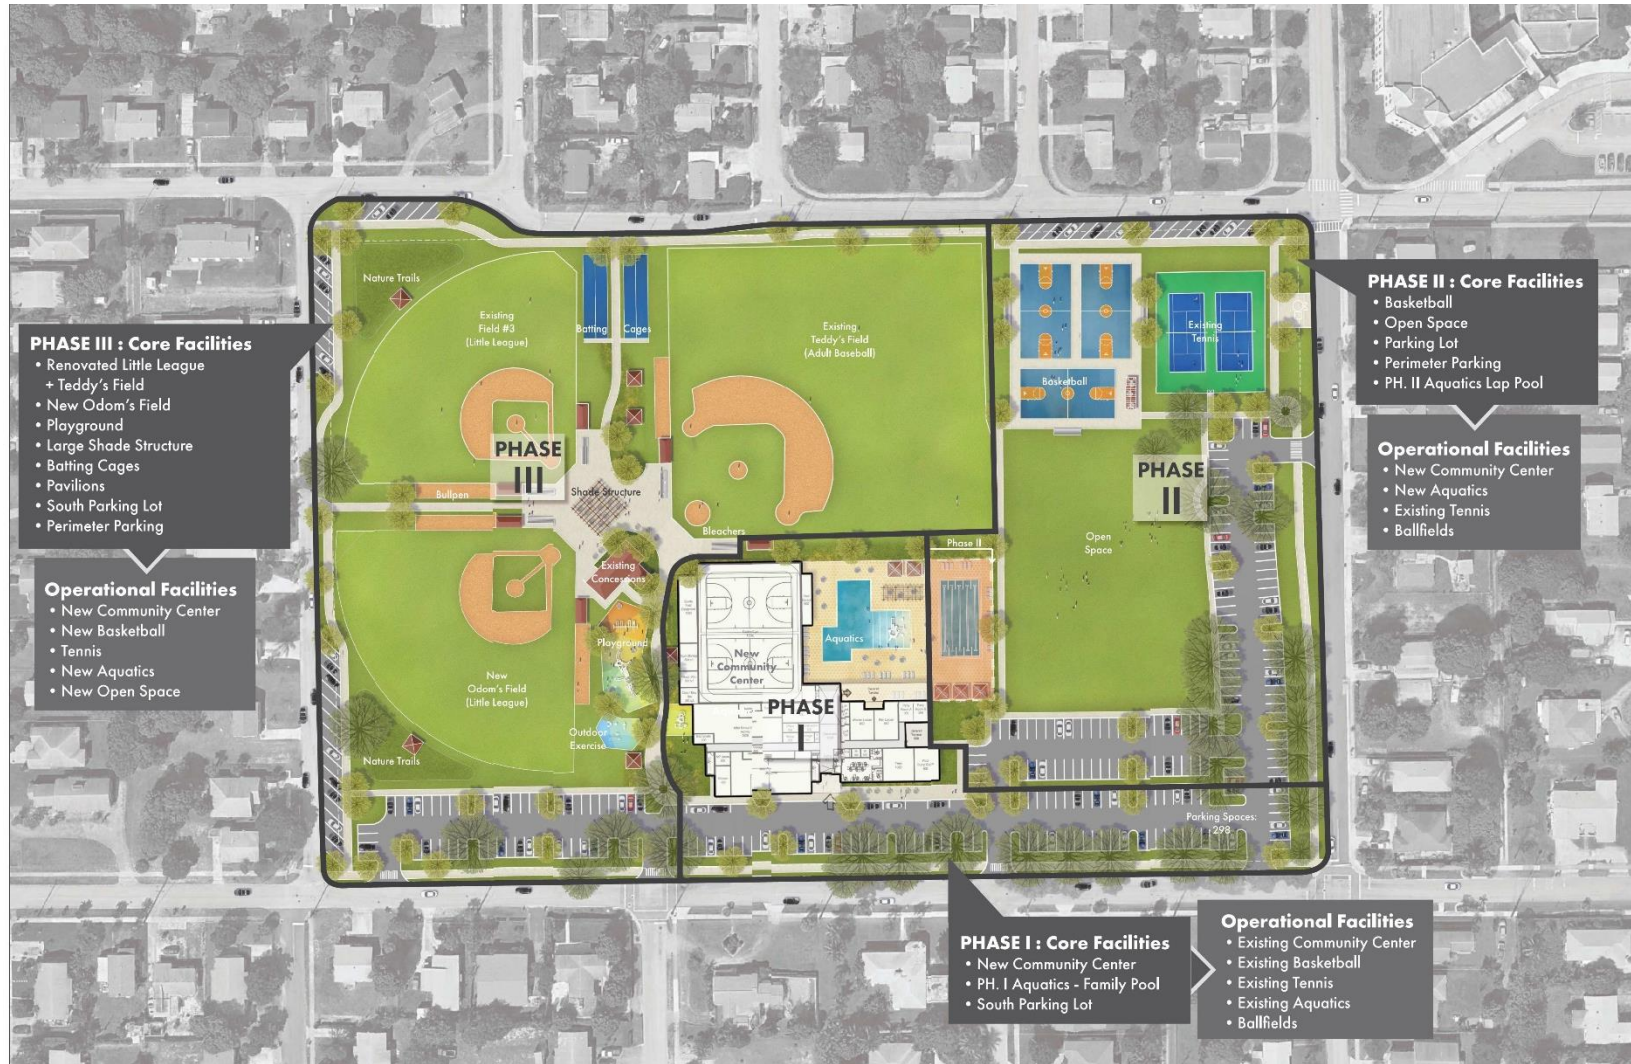 PHASE III : Core Facilities
• Renovated Little League
+ Teddy's Field
• New Odom's Field
• Playground
• Large Shade Structure
• Batting Cages
• Pavilions
• South Parking Lot
• Perimeter Parking
Operational Facilities
• New Community Center
• New Basketball
• Tennis
• New Aquatics
• New Open Space
Nature Trails
Existing
Field #3
(Little League)
Batting Cages
Existing
Teddy's Field
(Adult Baseball)
PHASE
III
Shade Structure
Bullpen
Bleachers
Existing
Concessions
Playground
New
Odom's Field
(Little League)
Outdoor
Exercise
Nature Trails
New
Community
Center
PHASE
I
Aquatics
Phase II
Basketball
Existing
Tennis
PHASE
II
Open
Space
Parking Spaces:
298
PHASE II : Core Facilities
• Basketball
• Open Space
• Parking Lot
• Perimeter Parking
• PH. II Aquatics Lap Pool
Operational Facilities
• New Community Center
• New Aquatics
• Existing Tennis
• Ballfields
PHASE I : Core Facilities
• New Community Center
• PH. I Aquatics - Family Pool
• South Parking Lot
Operational Facilities
• Existing Community Center
• Existing Basketball
• Existing Tennis
• Existing Aquatics
• Ballfields